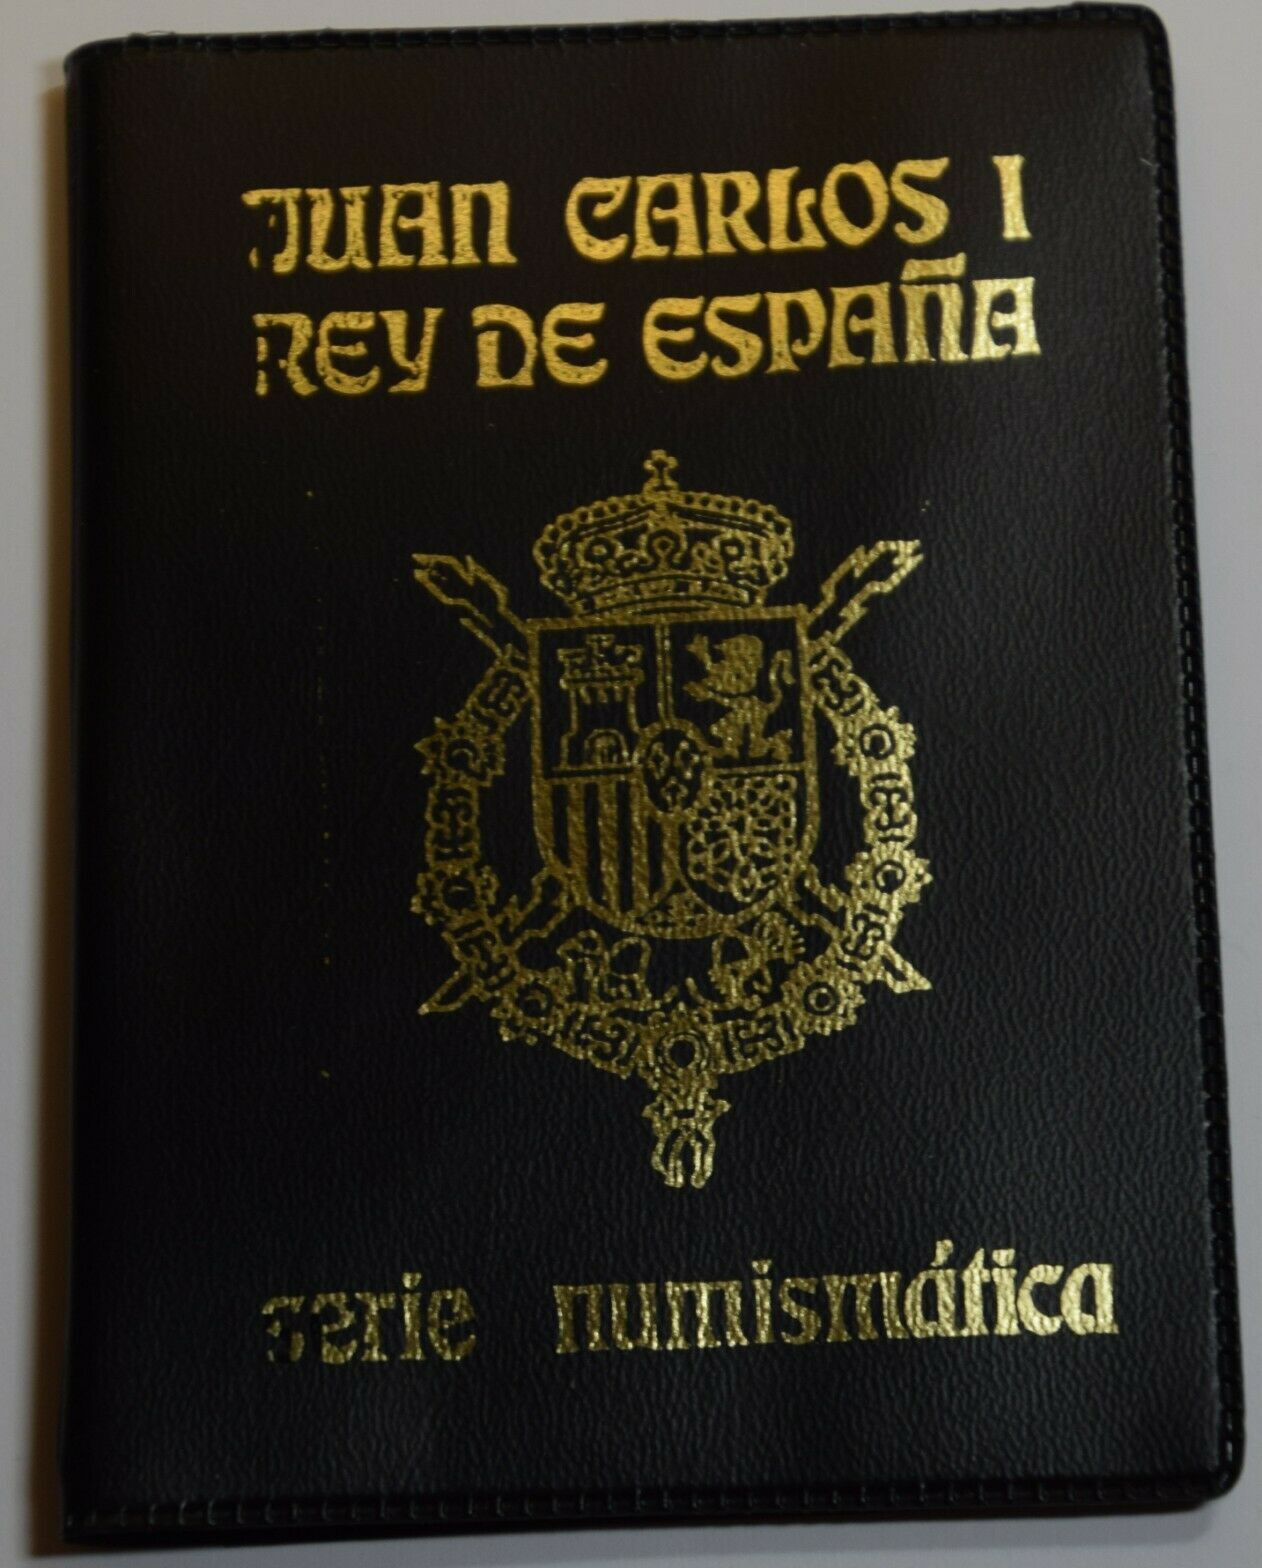 JUAN CARLOS I
REY DE ESPAÑA
serie numismática